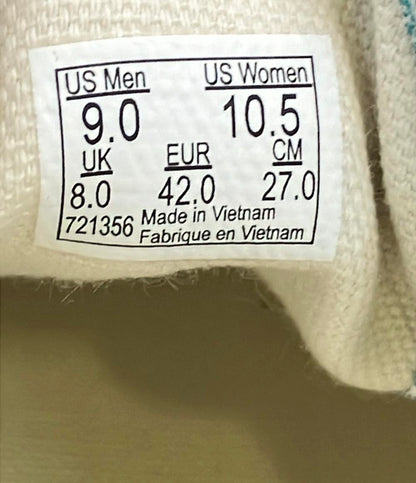 US Men US Women
9.0 10.5
UK EUR CM
8.0 42.0 27.0
721356 Made in Vietnam
Fabrique en Vietnam